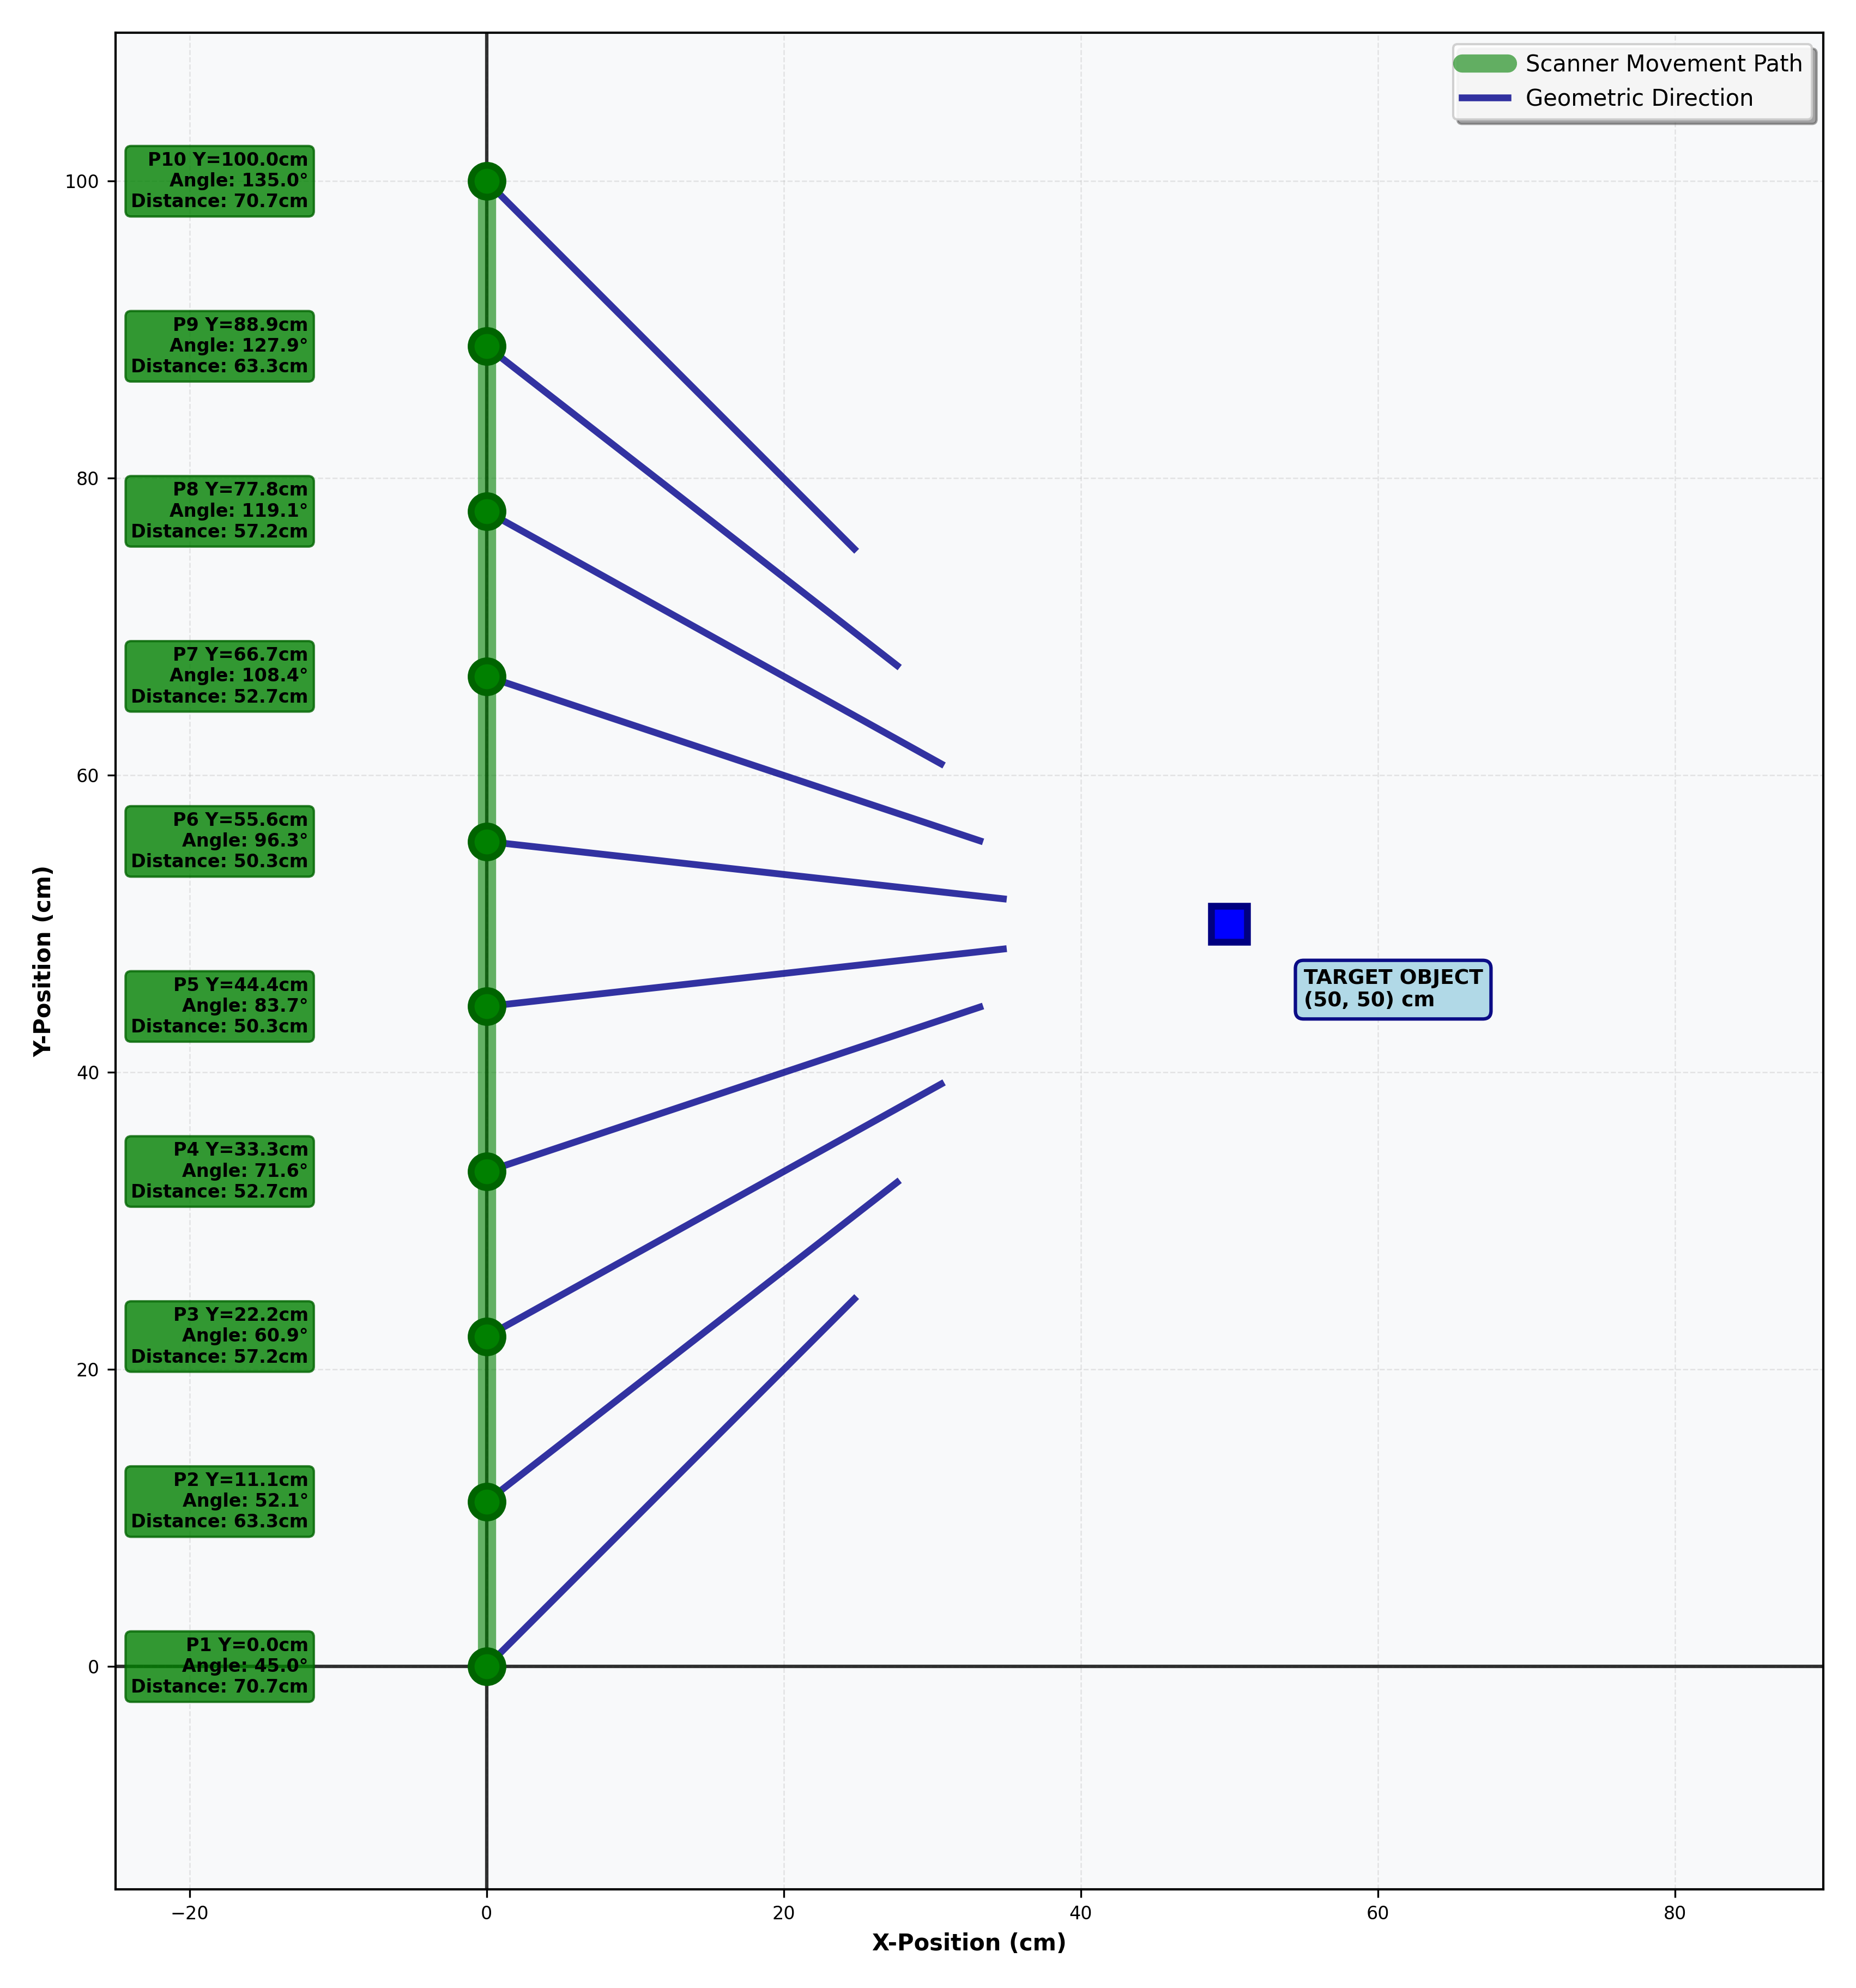 Scanner Movement Path
Geometric Direction
P10 Y=100.0cm
Angle: 135.0°
Distance: 70.7cm
P9 Y=88.9cm
Angle: 127.9°
Distance: 63.3cm
P8 Y=77.8cm
Angle: 119.1°
Distance: 57.2cm
P7 Y=66.7cm
Angle: 108.4°
Distance: 52.7cm
P6 Y=55.6cm
Angle: 96.3°
Distance: 50.3cm
P5 Y=44.4cm
Angle: 83.7°
Distance: 50.3cm
P4 Y=33.3cm
Angle: 71.6°
Distance: 52.7cm
P3 Y=22.2cm
Angle: 60.9°
Distance: 57.2cm
P2 Y=11.1cm
Angle: 52.1°
Distance: 63.3cm
P1 Y=0.0cm
Angle: 45.0°
Distance: 70.7cm
TARGET OBJECT
(50, 50) cm
100
80
60
40
20
0
Y-Position (cm)
−20 0 20 40 60 80
X-Position (cm)